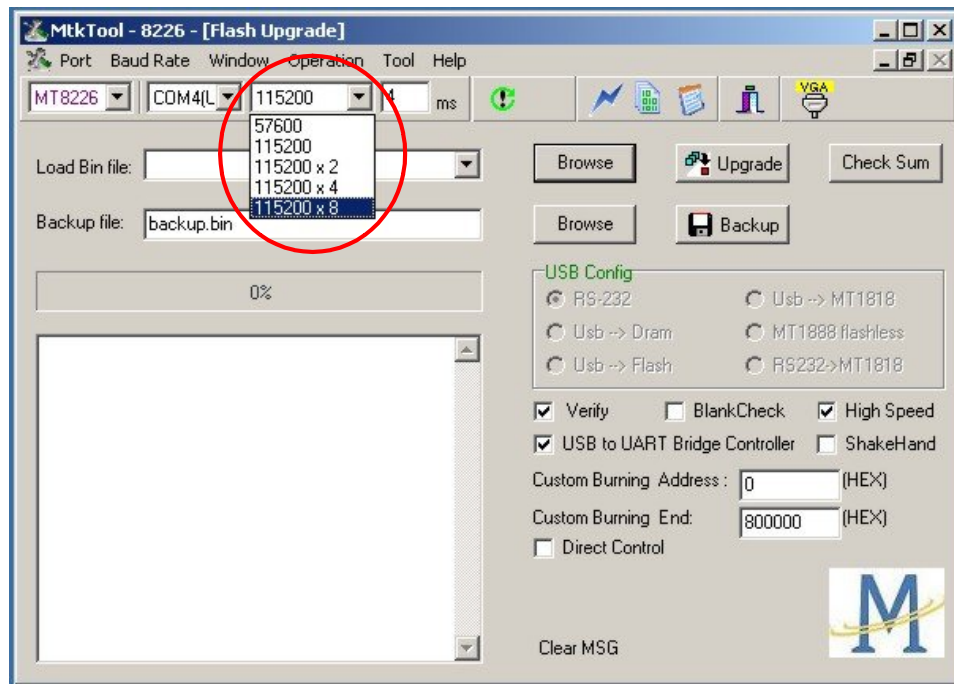 MtkTool - 8226 - [Flash Upgrade]
Port Baud Rate Window Operation Tool Help
MT8226 COM4(L 115200 4 ms VGA
57600
115200
115200 x 2
115200 x 4
115200 x 8
Load Bin file: Browse Upgrade Check Sum
Backup file: backup.bin Browse Backup
0%
USB Config
RS-232 Usb --> MT1818
Usb --> Dram MT1888 flashless
Usb --> Flash RS232->MT1818
Verify BlankCheck High Speed
USB to UART Bridge Controller ShakeHand
Custom Burning Address : 0 (HEX)
Custom Burning End: 800000 (HEX)
Direct Control
M
Clear MSG